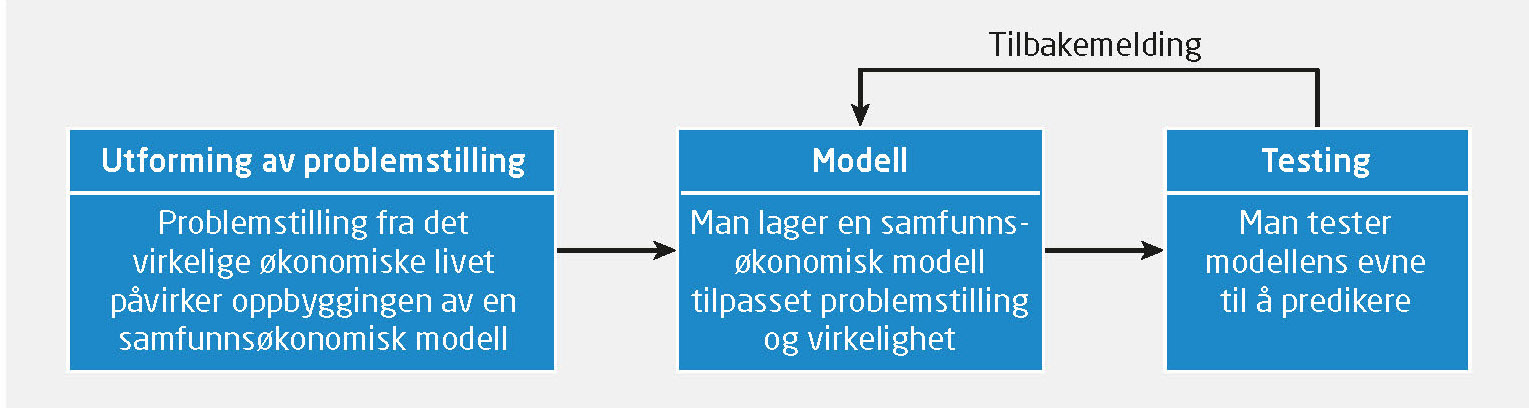 Tilbakemelding
Utforming av problemstilling
Problemstilling fra det
virkelige økonomiske livet
påvirker oppbyggingen av en
samfunnsøkonomisk modell
Modell
Man lager en samfunns-
økonomisk modell
tilpasset problemstilling
og virkelighet
Testing
Man tester
modellens evne
til å predikere